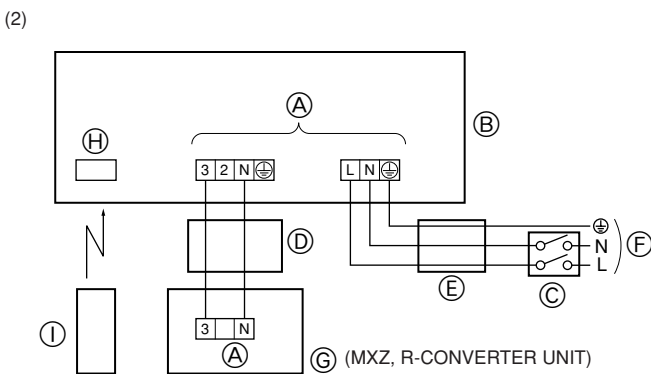 (2)
Ⓐ
Ⓑ
Ⓗ
3 2 N ⏚ L N ⏚
Ⓓ
Ⓔ
Ⓒ
⏚
N
L
Ⓕ
Ⓘ
3 N
Ⓐ
Ⓖ (MXZ, R-CONVERTER UNIT)